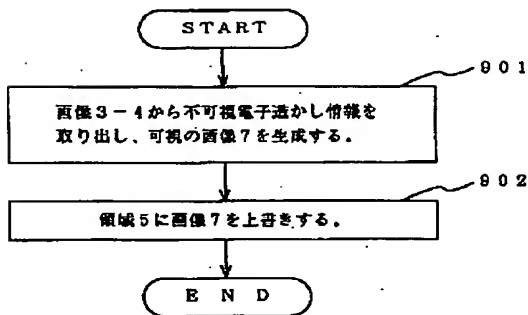 START
901
画像3-4から不可視電子透かし情報を
取り出し、可視の画像7を生成する。
902
領域5に画像7を上書きする。
END